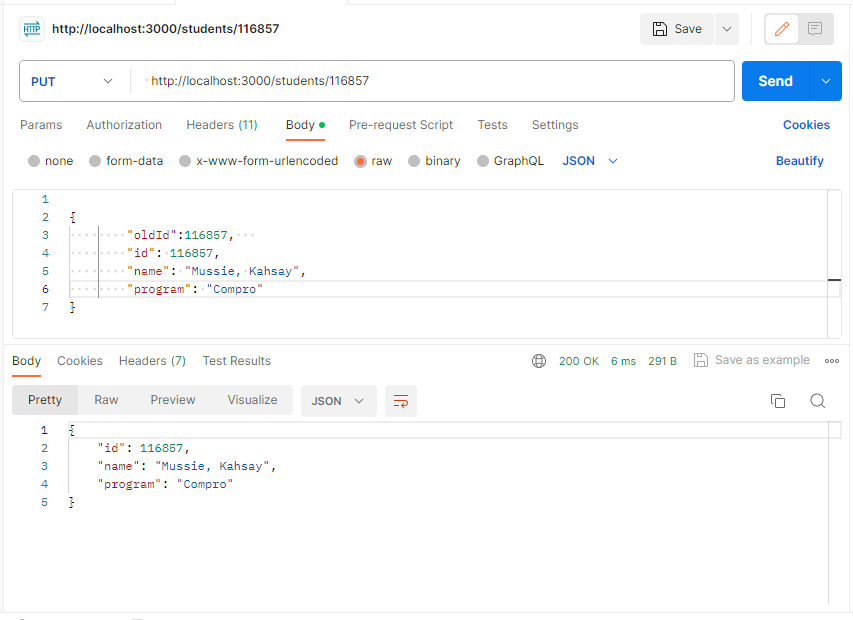 HTTP http://localhost:3000/students/116857 Save
PUT http://localhost:3000/students/116857 Send
Params Authorization Headers (11) Body Pre-request Script Tests Settings Cookies
none form-data x-www-form-urlencoded raw binary GraphQL JSON Beautify
1
2 {
3 "oldId":116857,
4 "id": 116857,
5 "name": "Mussie, Kahsay",
6 "program": "Compro"
7 }
Body Cookies Headers (7) Test Results 200 OK 6 ms 291 B Save as example
Pretty Raw Preview Visualize JSON
1 {
2 "id": 116857,
3 "name": "Mussie, Kahsay",
4 "program": "Compro"
5 }